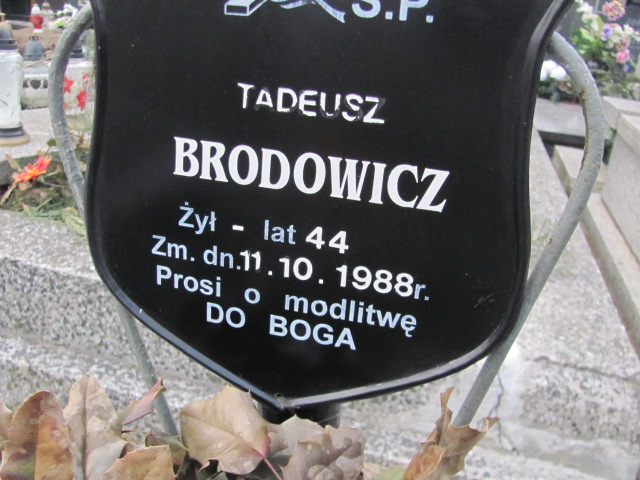 Ś.P.
TADEUSZ
BRODOWICZ
Żył - lat 44
Zm. dn.11.10.1988r.
Prosi o modlitwę
DO BOGA